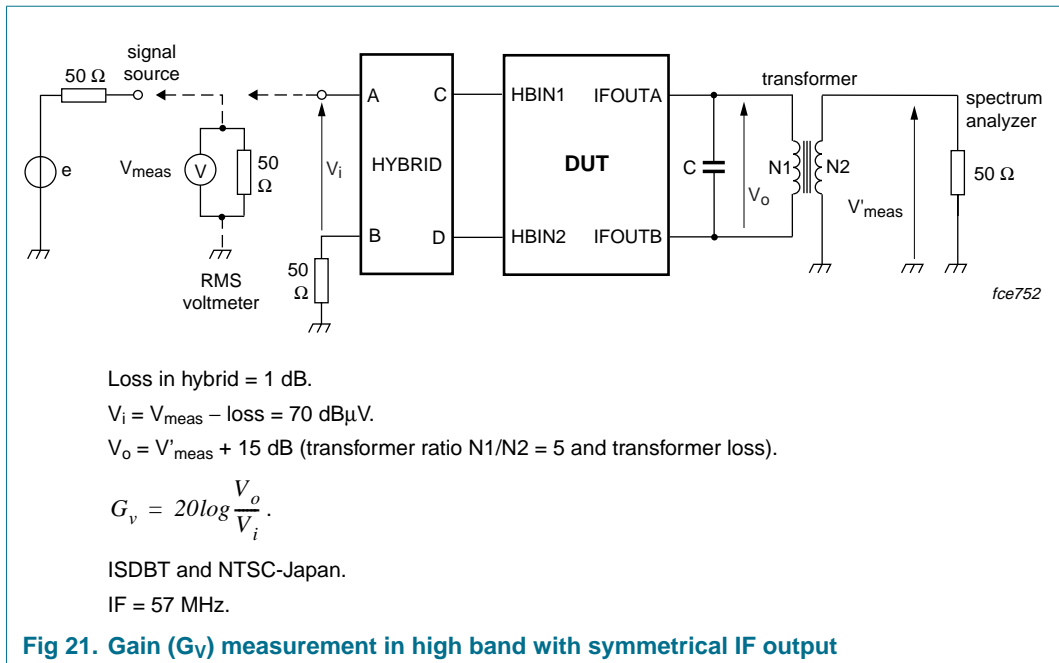 signal
source
50 Ω
e
Vmeas
V
50
Ω
RMS
voltmeter
Vi
A
B
C
D
HYBRID
50
Ω
HBIN1
HBIN2
DUT
IFOUTA
IFOUTB
C
Vo
transformer
N1
N2
V'meas
spectrum
analyzer
50 Ω
fce752
Loss in hybrid = 1 dB.
Vi = Vmeas − loss = 70 dBμV.
Vo = V'meas + 15 dB (transformer ratio N1/N2 = 5 and transformer loss).
Gv = 20log Vo/Vi.
ISDBT and NTSC-Japan.
IF = 57 MHz.
Fig 21. Gain (GV) measurement in high band with symmetrical IF output